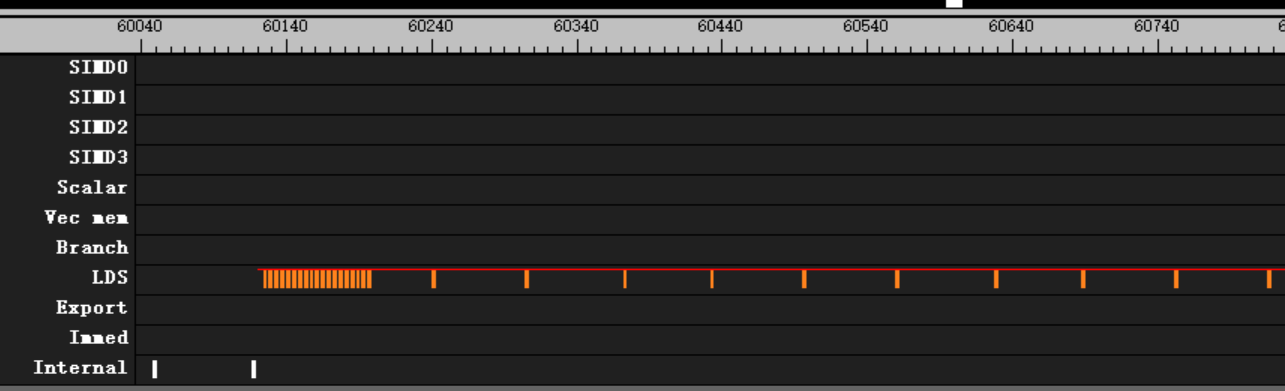 60040 60140 60240 60340 60440 60540 60640 60740 6
SIMD0
SIMD1
SIMD2
SIMD3
Scalar
Vec mem
Branch
LDS
Export
Immed
Internal